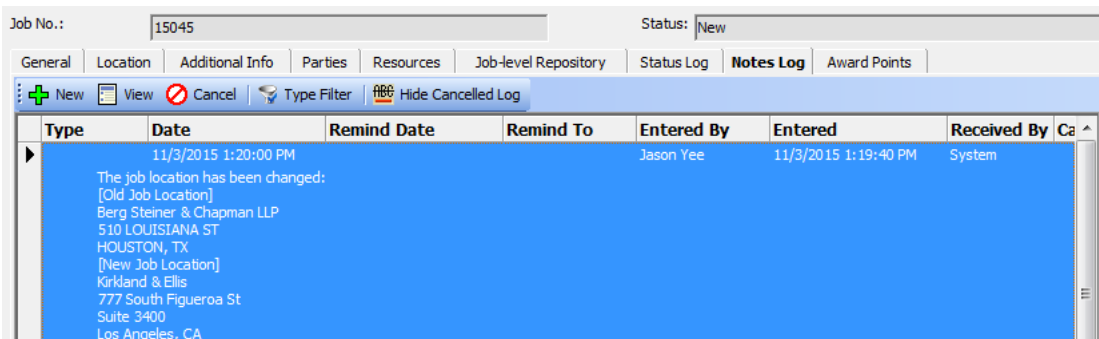 Job No.: 15045 Status: New
General Location Additional Info Parties Resources Job-level Repository Status Log Notes Log Award Points
New View Cancel Type Filter ABC Hide Cancelled Log
Type Date Remind Date Remind To Entered By Entered Received By Ca
11/3/2015 1:20:00 PM Jason Yee 11/3/2015 1:19:40 PM System
The job location has been changed:
[Old Job Location]
Berg Steiner & Chapman LLP
510 LOUISIANA ST
HOUSTON, TX
[New Job Location]
Kirkland & Ellis
777 South Figueroa St
Suite 3400
Los Angeles, CA